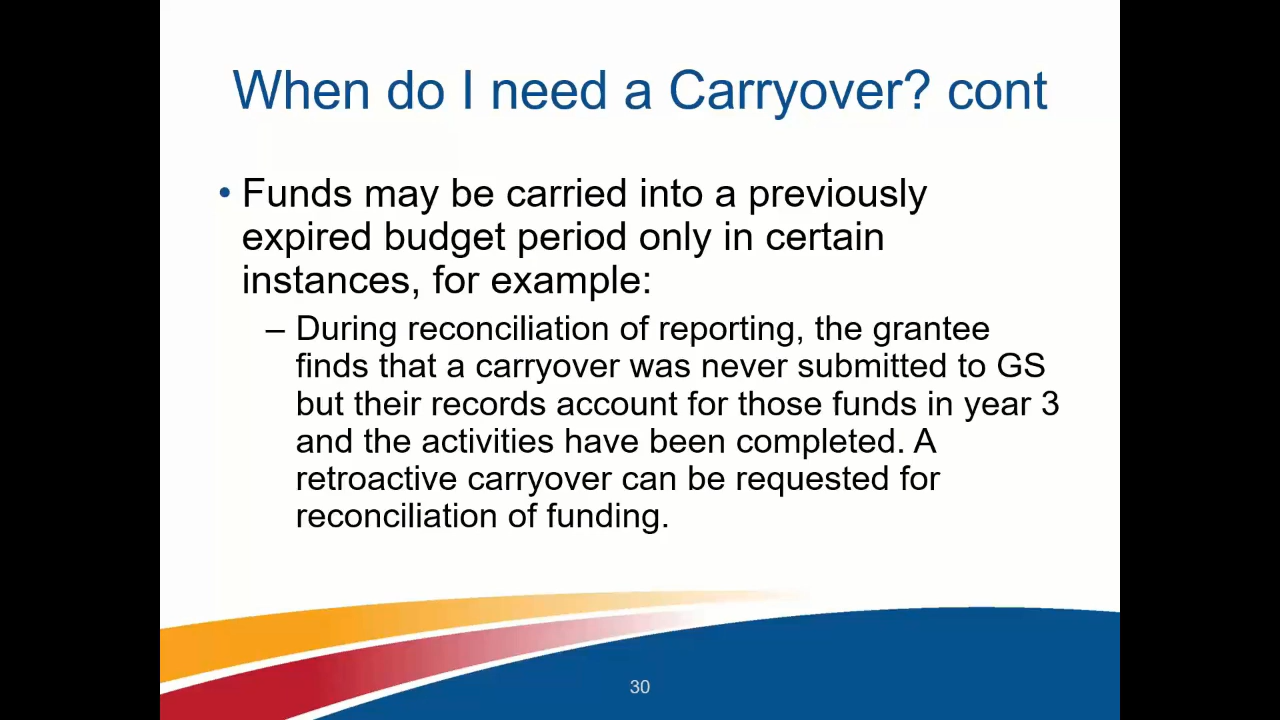 When do I need a Carryover? cont
• Funds may be carried into a previously
expired budget period only in certain
instances, for example:
– During reconciliation of reporting, the grantee
finds that a carryover was never submitted to GS
but their records account for those funds in year 3
and the activities have been completed. A
retroactive carryover can be requested for
reconciliation of funding.
30